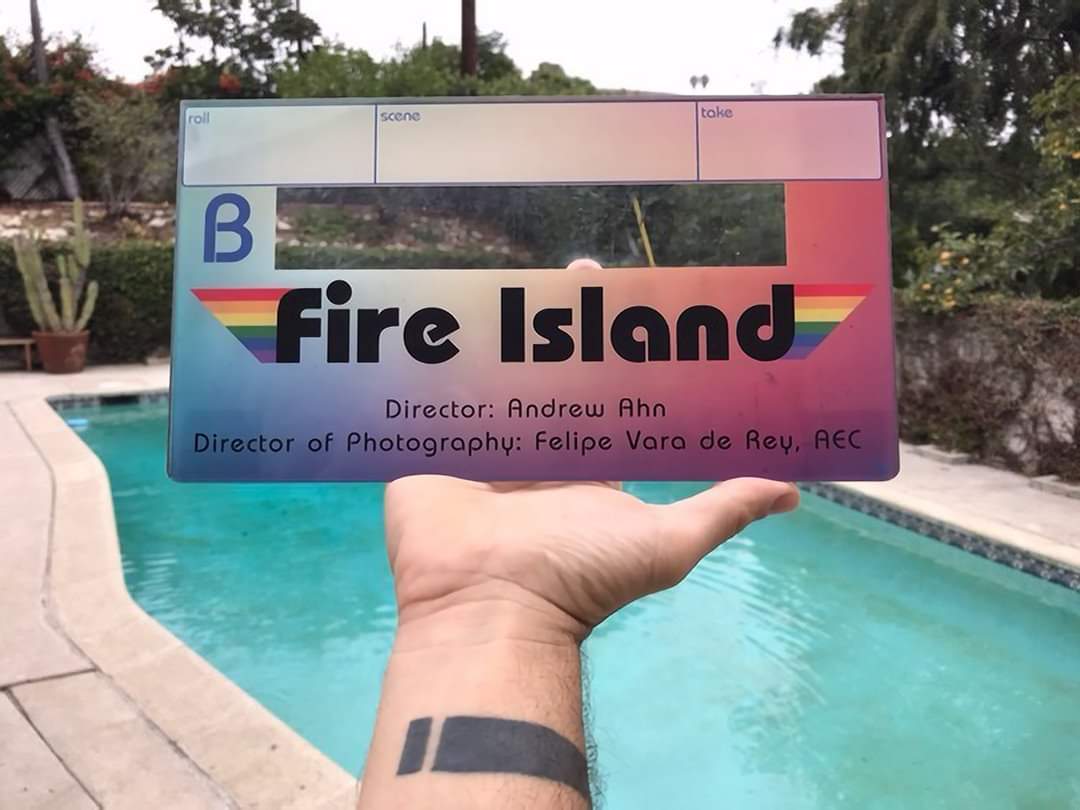 roll scene take
B
Fire Island
Director: Andrew Ahn
Director of Photography: Felipe Vara de Rey, AEC